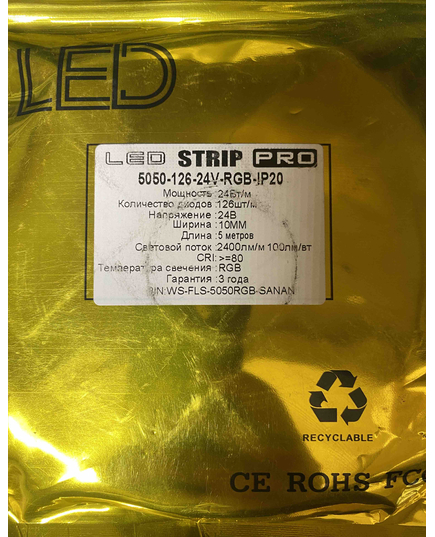 LED
LED STRIP PRO
5050-126-24V-RGB-IP20
Мощность :24Вт/м
Количество диодов :126шт/м
Напряжение :24В
Ширина :10MM
Длина : 5 метров
Световой поток: 2400лм/м 100лм/вт
CRI:>=80
Температура свечения :RGB
Гарантия : 3 года
P/N:WS-FLS-5050RGB-SANAN
RECYCLABLE
CE ROHS FC